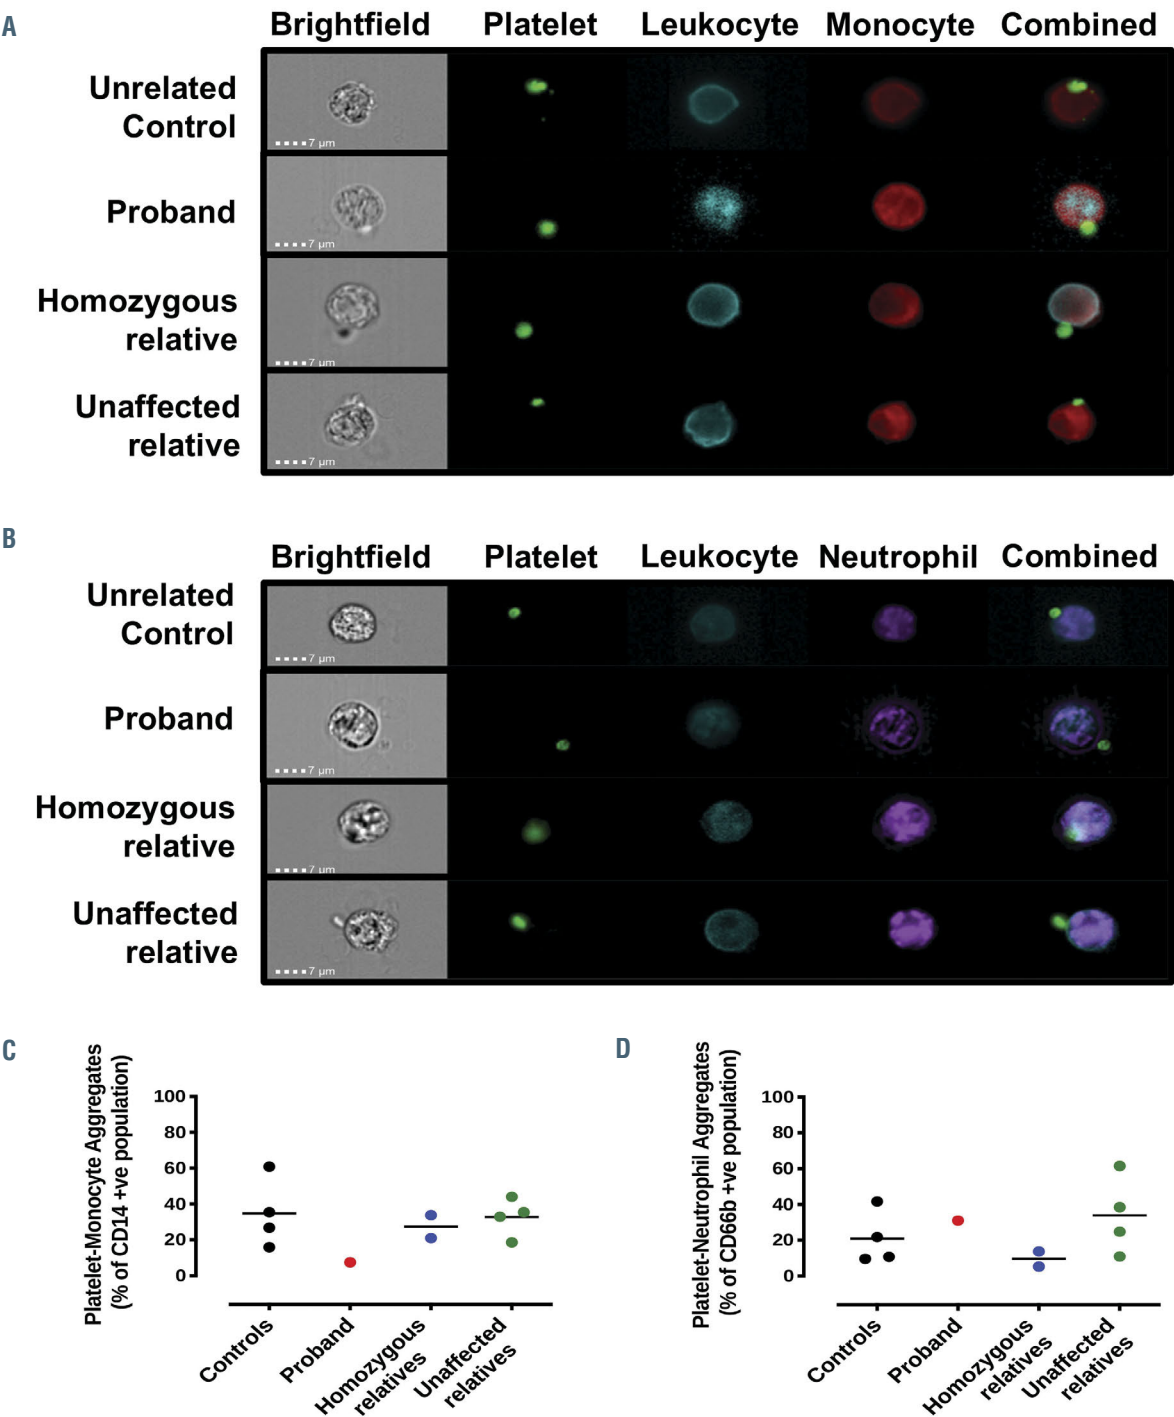 A
Brightfield Platelet Leukocyte Monocyte Combined
Unrelated
Control
7 µm
Proband
7 µm
Homozygous
relative
7 µm
Unaffected
relative
7 µm
B
Brightfield Platelet Leukocyte Neutrophil Combined
Unrelated
Control
7 µm
Proband
7 µm
Homozygous
relative
7 µm
Unaffected
relative
7 µm
C
Platelet-Monocyte Aggregates
(% of CD14 +ve population)
100
80
60
40
20
0
Controls
Proband
Homozygous
relatives
Unaffected
relatives
D
Platelet-Neutrophil Aggregates
(% of CD66b +ve population)
100
80
60
40
20
0
Controls
Proband
Homozygous
relatives
Unaffected
relatives